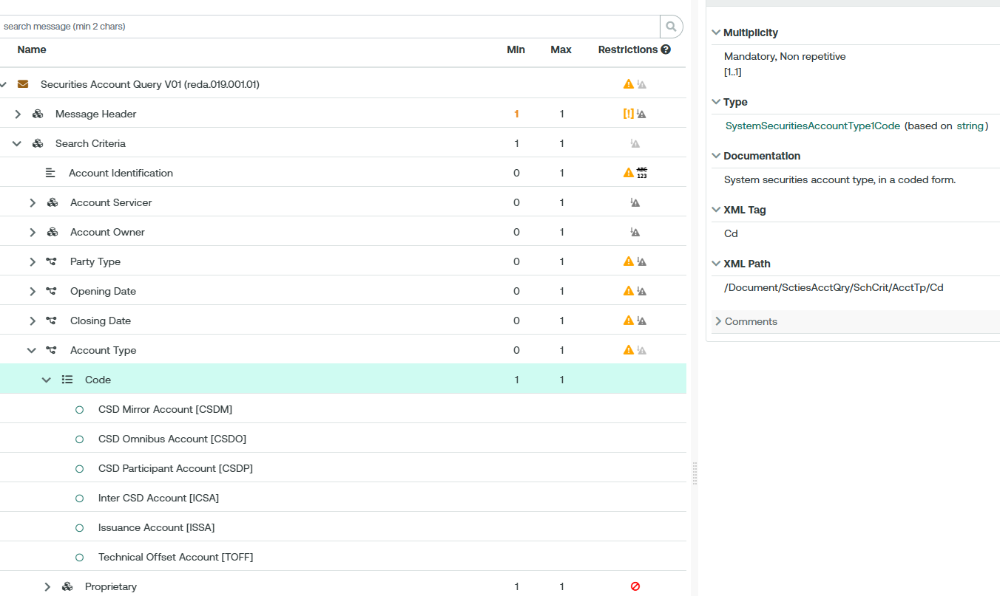 search message (min 2 chars)
Name Min Max Restrictions ?
Securities Account Query V01 (reda.019.001.01)
Message Header 1 1
Search Criteria 1 1
Account Identification 0 1 ABC 123
Account Servicer 0 1
Account Owner 0 1
Party Type 0 1
Opening Date 0 1
Closing Date 0 1
Account Type 0 1
Code 1 1
CSD Mirror Account [CSDM]
CSD Omnibus Account [CSDO]
CSD Participant Account [CSDP]
Inter CSD Account [ICSA]
Issuance Account [ISSA]
Technical Offset Account [TOFF]
Proprietary 1 1
Multiplicity
Mandatory, Non repetitive
[1..1]
Type
SystemSecuritiesAccountType1Code (based on string)
Documentation
System securities account type, in a coded form.
XML Tag
Cd
XML Path
/Document/SctiesAcctQry/SchCrit/AcctTp/Cd
Comments